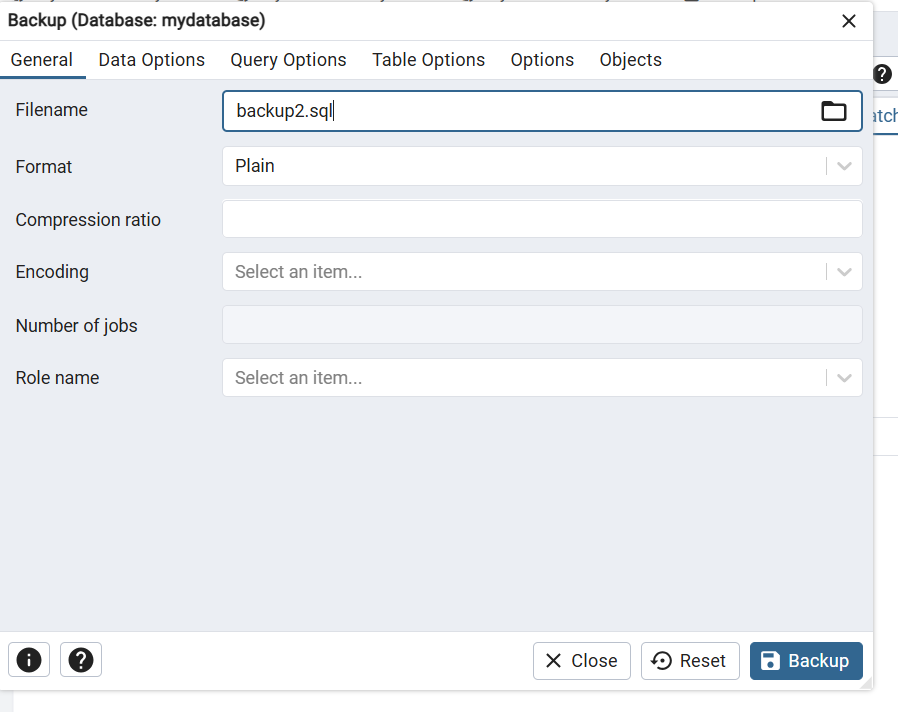 Backup (Database: mydatabase)
General Data Options Query Options Table Options Options Objects
Filename backup2.sql
Format Plain
Compression ratio
Encoding Select an item...
Number of jobs
Role name Select an item...
Close Reset Backup